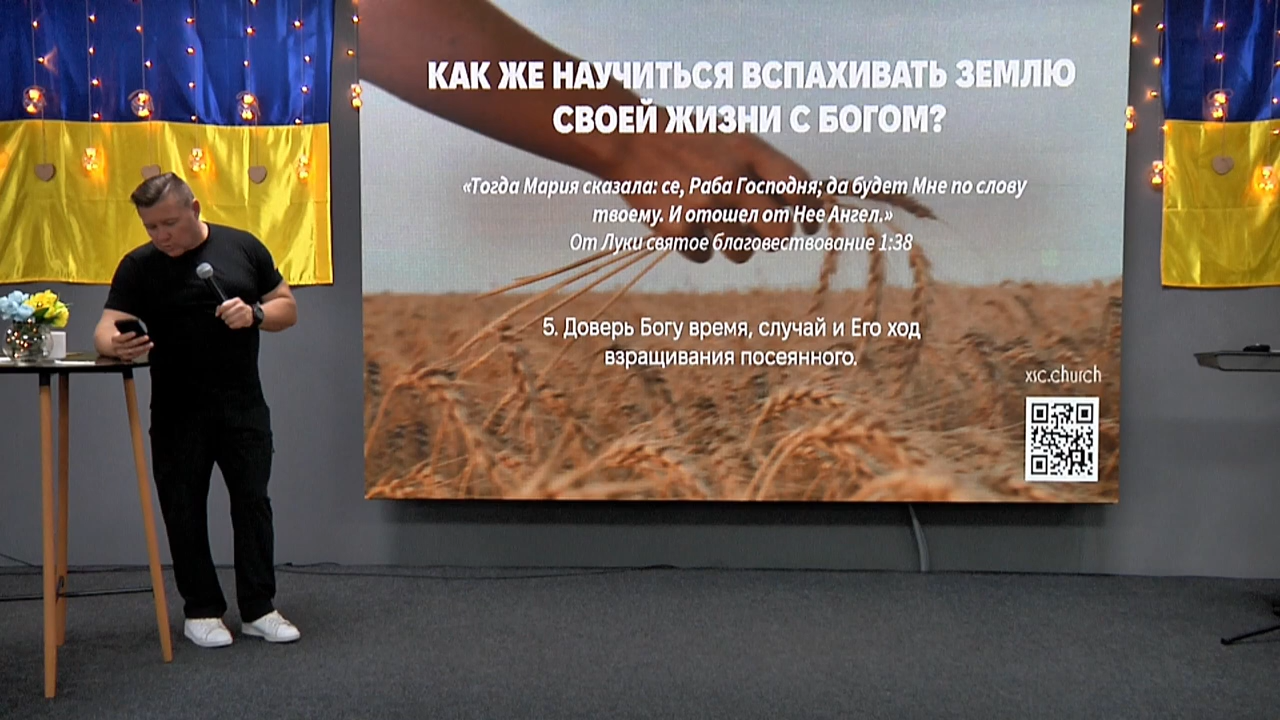 КАК ЖЕ НАУЧИТЬСЯ ВСПАХИВАТЬ ЗЕМЛЮ
СВОЕЙ ЖИЗНИ С БОГОМ?
«Тогда Мария сказала: се, Раба Господня; да будет Мне по слову
твоему. И отошел от Нее Ангел.»
От Луки святое благовествование 1:38
5. Доверь Богу время, случай и Его ход
взращивания посеянного.
xsc.church